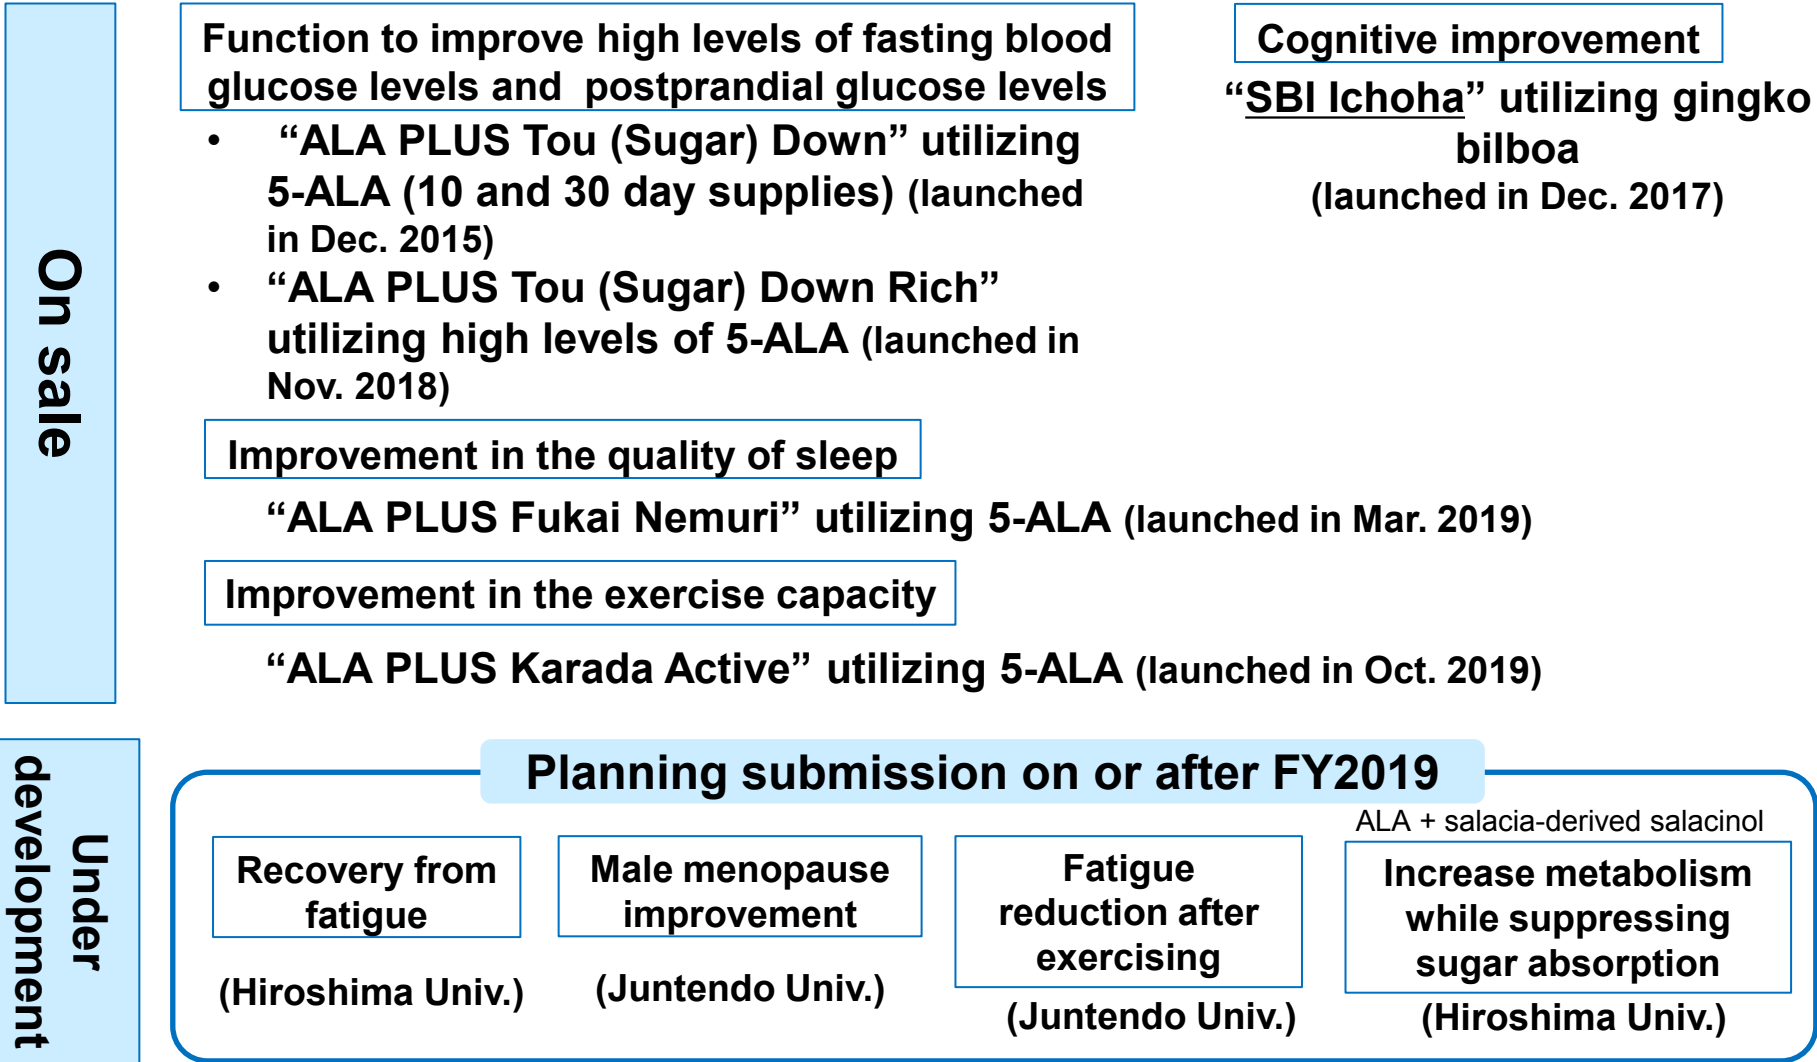 On sale
Function to improve high levels of fasting blood
glucose levels and postprandial glucose levels
• “ALA PLUS Tou (Sugar) Down” utilizing
5-ALA (10 and 30 day supplies) (launched
in Dec. 2015)
• “ALA PLUS Tou (Sugar) Down Rich”
utilizing high levels of 5-ALA (launched in
Nov. 2018)
Cognitive improvement
“SBI Ichoha” utilizing gingko
bilboa
(launched in Dec. 2017)
Improvement in the quality of sleep
“ALA PLUS Fukai Nemuri” utilizing 5-ALA (launched in Mar. 2019)
Improvement in the exercise capacity
“ALA PLUS Karada Active” utilizing 5-ALA (launched in Oct. 2019)
Under
development
Planning submission on or after FY2019
Recovery from
fatigue
(Hiroshima Univ.)
Male menopause
improvement
(Juntendo Univ.)
Fatigue
reduction after
exercising
(Juntendo Univ.)
ALA + salacia-derived salacinol
Increase metabolism
while suppressing
sugar absorption
(Hiroshima Univ.)